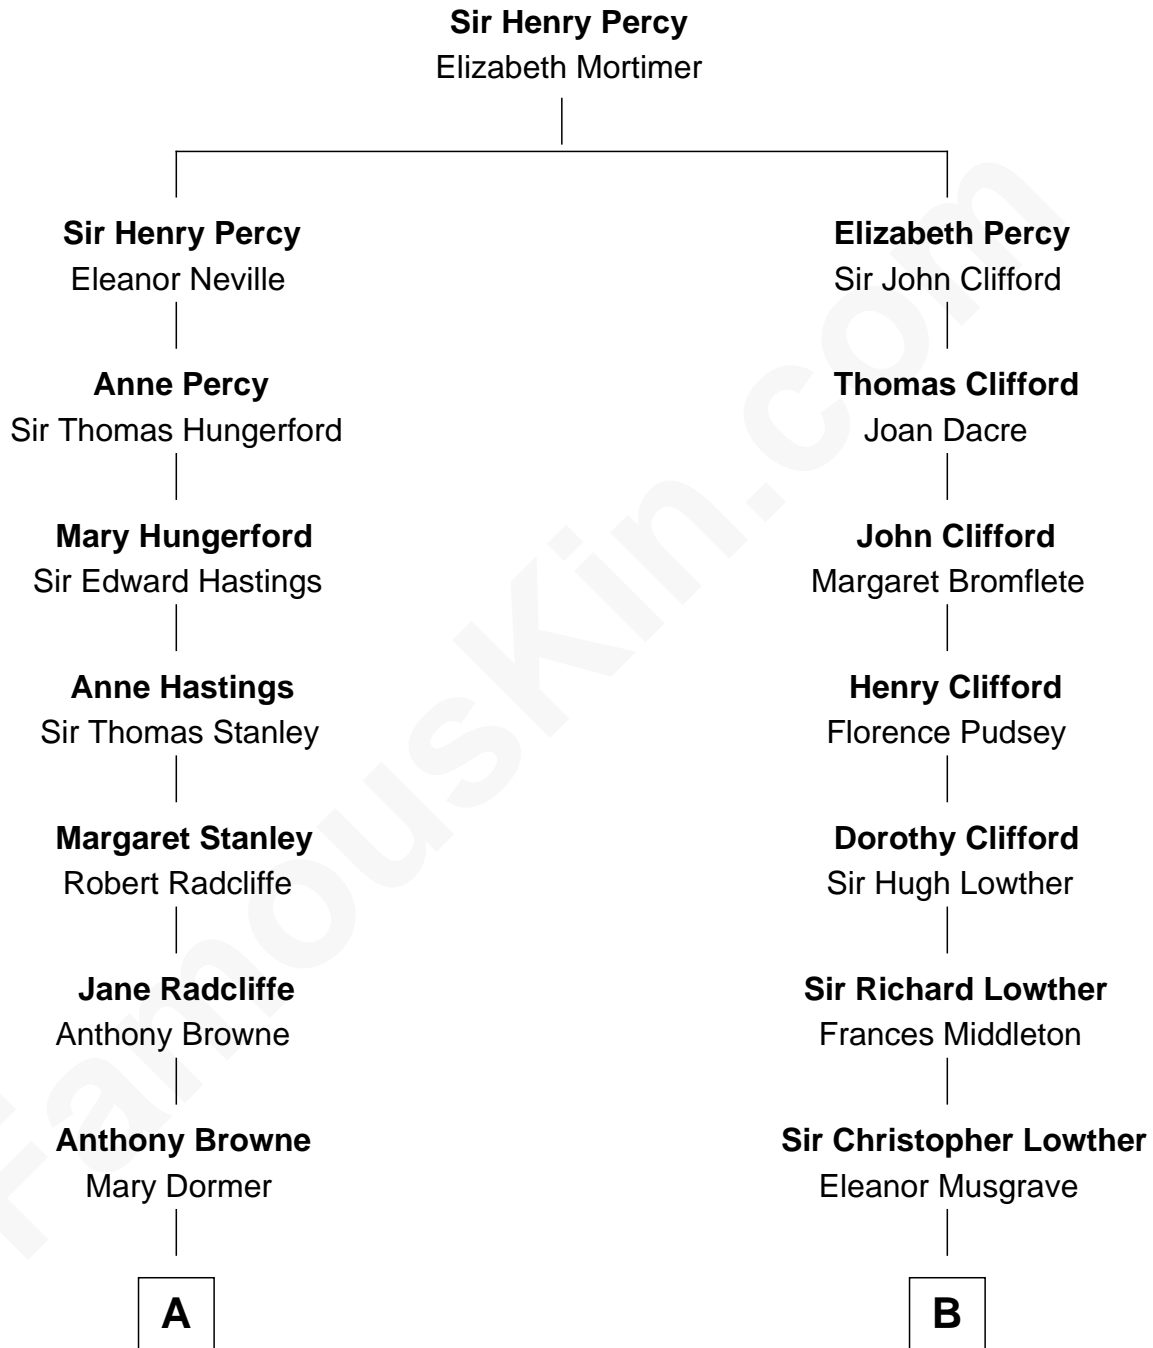 Sir Henry Percy
Elizabeth Mortimer
Sir Henry Percy
Eleanor Neville
Elizabeth Percy
Sir John Clifford
Anne Percy
Sir Thomas Hungerford
Thomas Clifford
Joan Dacre
Mary Hungerford
Sir Edward Hastings
John Clifford
Margaret Bromflete
Anne Hastings
Sir Thomas Stanley
Henry Clifford
Florence Pudsey
Margaret Stanley
Robert Radcliffe
Dorothy Clifford
Sir Hugh Lowther
Jane Radcliffe
Anthony Browne
Sir Richard Lowther
Frances Middleton
Anthony Browne
Mary Dormer
Sir Christopher Lowther
Eleanor Musgrave
A
B
FamousKin.com